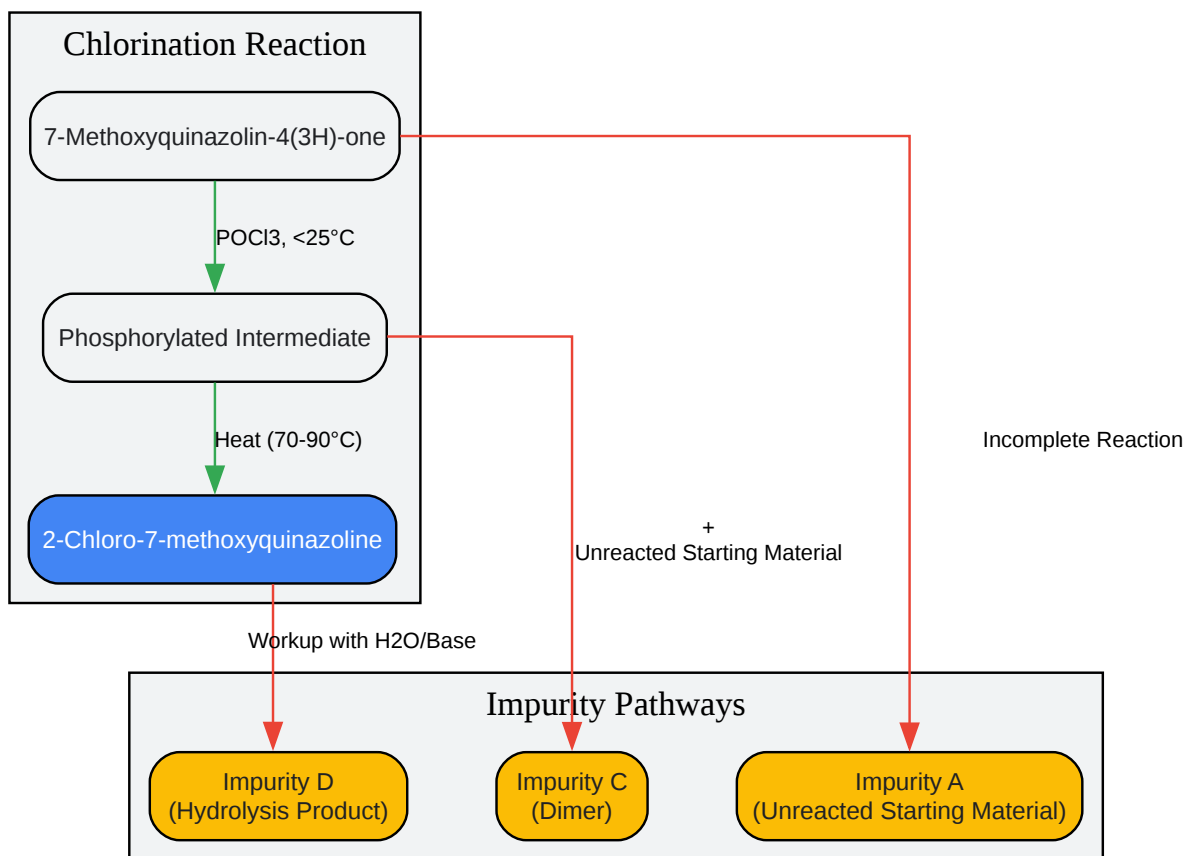 Chlorination Reaction
7-Methoxyquinazolin-4(3H)-one
POCl3, <25°C
Phosphorylated Intermediate
Heat (70-90°C)
Incomplete Reaction
2-Chloro-7-methoxyquinazoline
+
Unreacted Starting Material
Workup with H2O/Base
Impurity Pathways
Impurity D
(Hydrolysis Product)
Impurity C
(Dimer)
Impurity A
(Unreacted Starting Material)